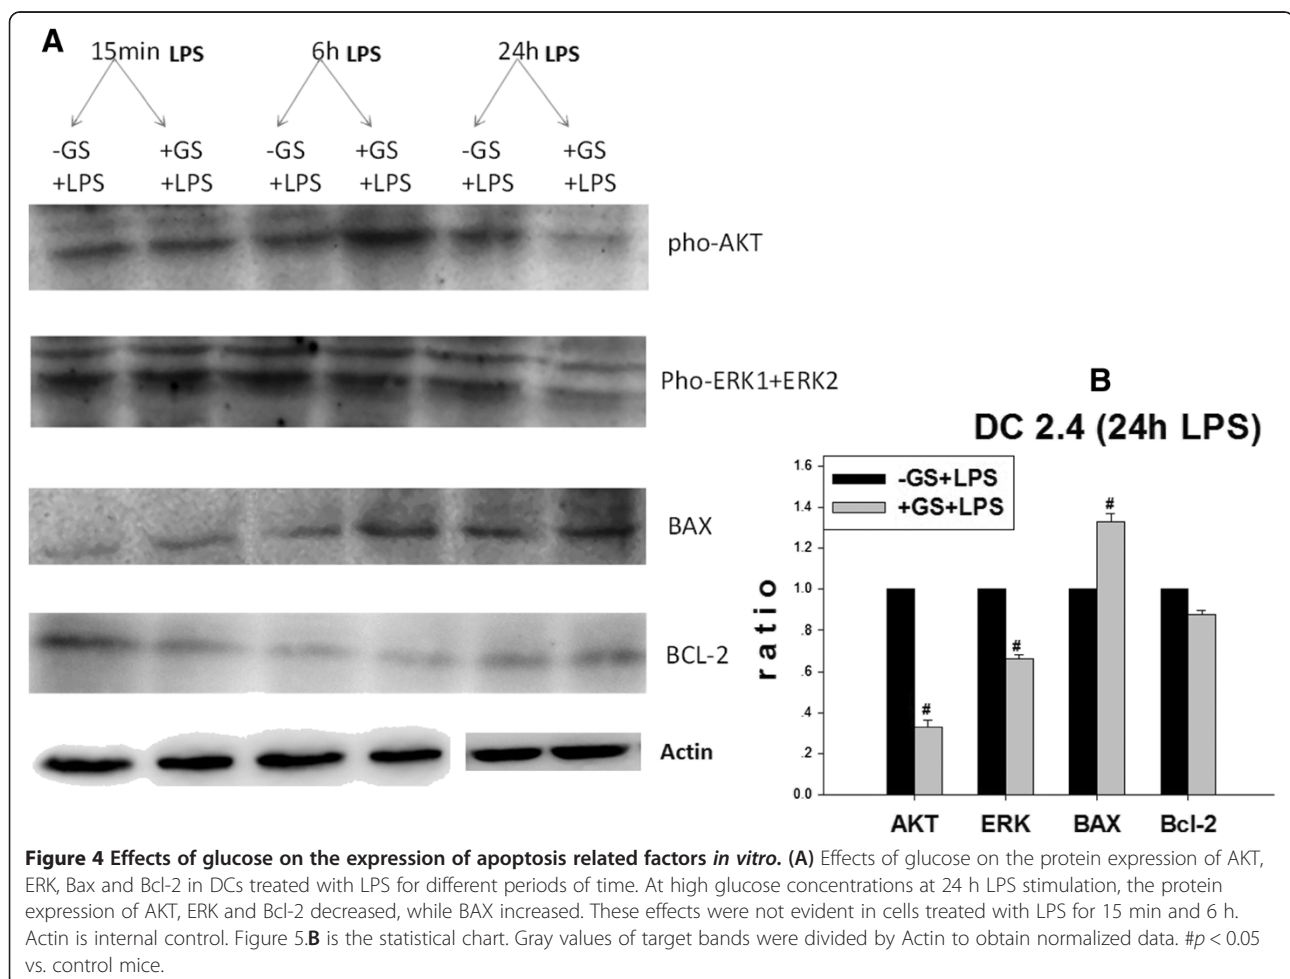 A
15min LPS 6h LPS 24h LPS
-GS +GS -GS +GS -GS +GS
+LPS +LPS +LPS +LPS +LPS +LPS
pho-AKT
Pho-ERK1+ERK2
BAX
BCL-2
Actin
B
DC 2.4 (24h LPS)
-GS+LPS
+GS+LPS
ratio
1.6
1.4
1.2
1.0
.8
.6
.4
.2
0.0
#
#
#
AKT ERK BAX Bcl-2
Figure 4 Effects of glucose on the expression of apoptosis related factors in vitro. (A) Effects of glucose on the protein expression of AKT,
ERK, Bax and Bcl-2 in DCs treated with LPS for different periods of time. At high glucose concentrations at 24 h LPS stimulation, the protein
expression of AKT, ERK and Bcl-2 decreased, while BAX increased. These effects were not evident in cells treated with LPS for 15 min and 6 h.
Actin is internal control. Figure 5.B is the statistical chart. Gray values of target bands were divided by Actin to obtain normalized data. #p < 0.05
vs. control mice.